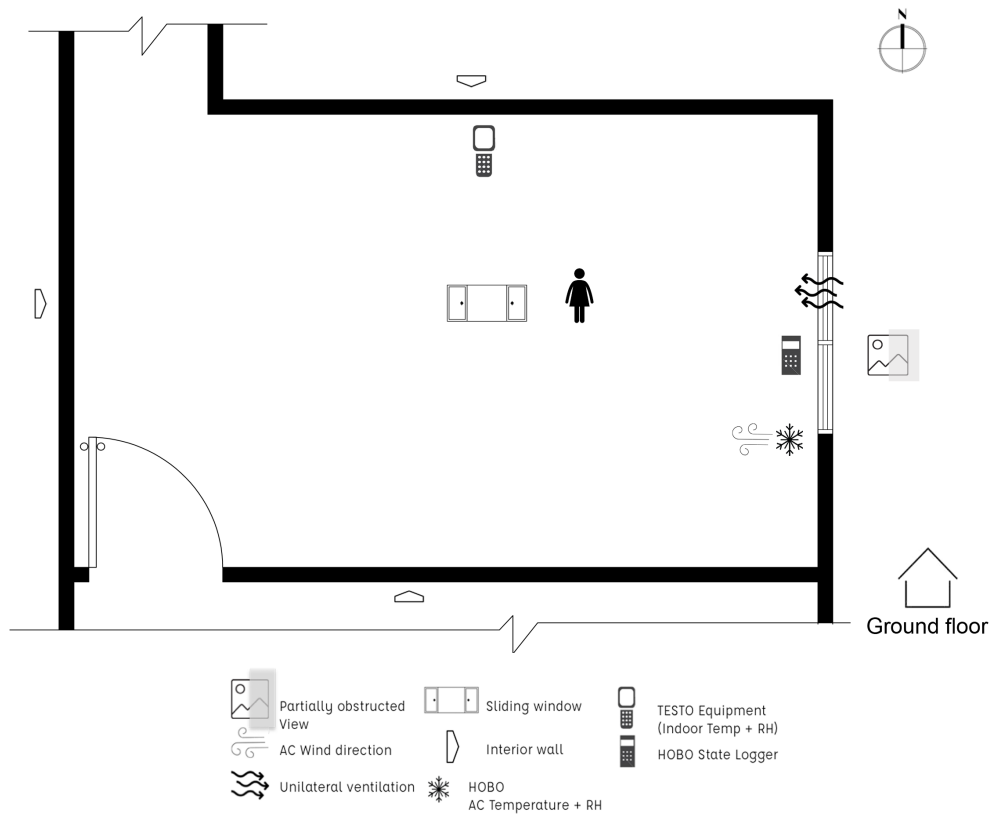 N
Ground floor
Partially obstructed
View
Sliding window
TESTO Equipment
(Indoor Temp + RH)
AC Wind direction
Interior wall
HOBO State Logger
Unilateral ventilation
HOBO
AC Temperature + RH